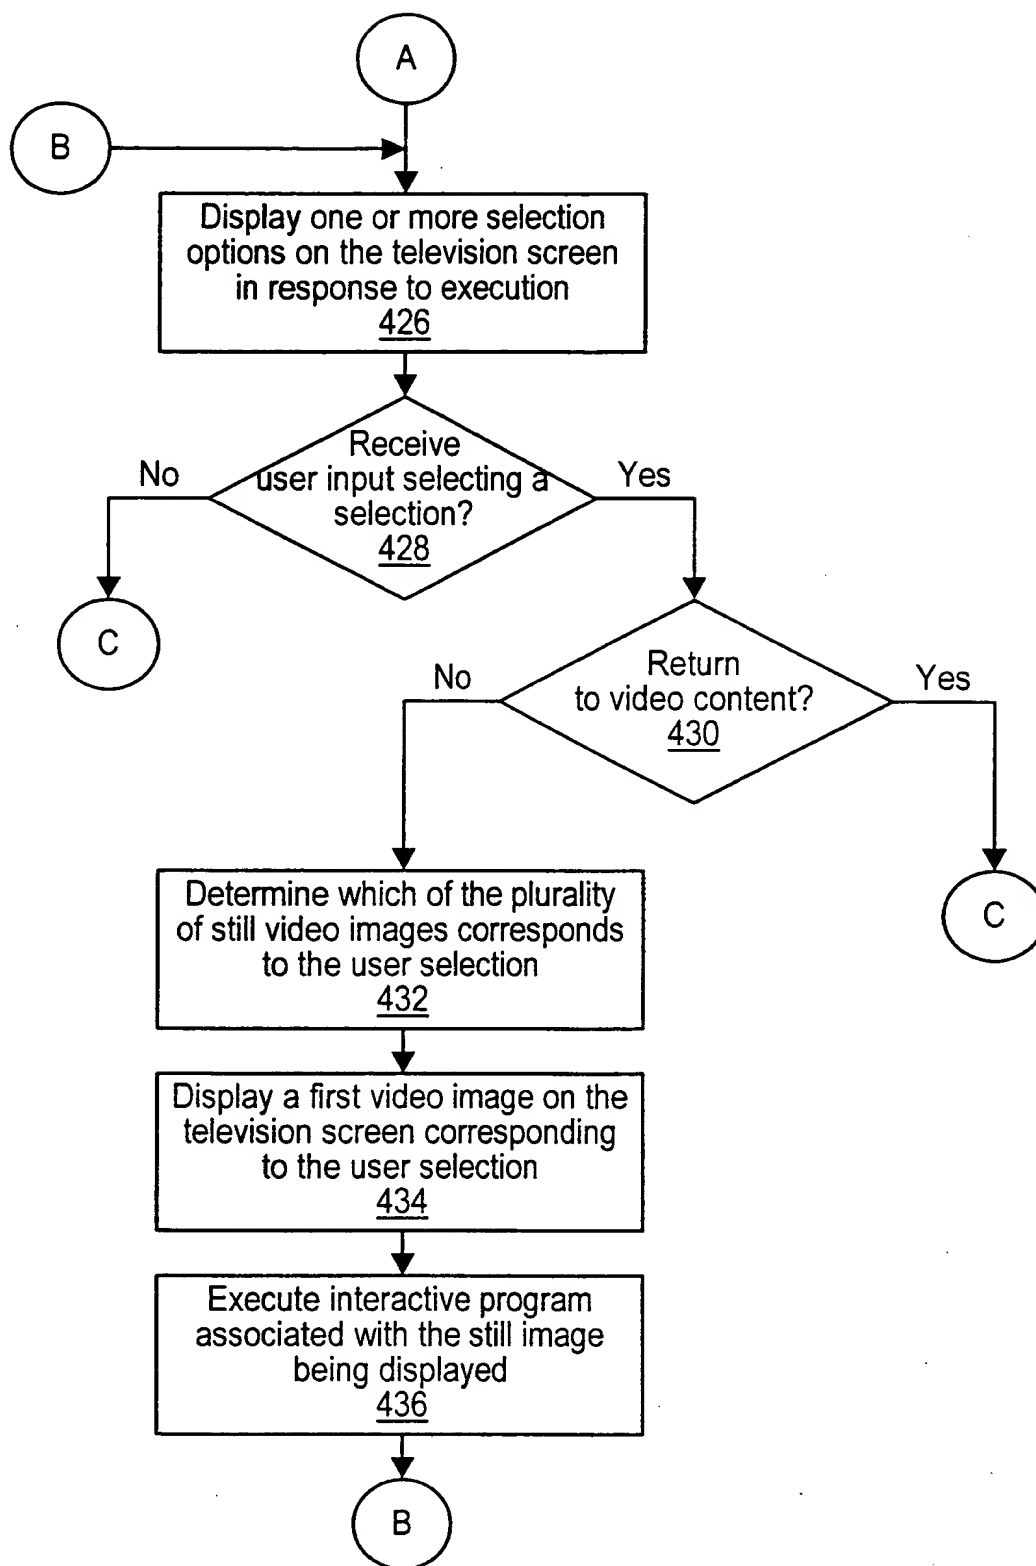 A
B
Display one or more selection
options on the television screen
in response to execution
426
Receive
user input selecting a
selection?
428
No
Yes
C
Return
to video content?
430
No
Yes
C
Determine which of the plurality
of still video images corresponds
to the user selection
432
Display a first video image on the
television screen corresponding
to the user selection
434
Execute interactive program
associated with the still image
being displayed
436
B